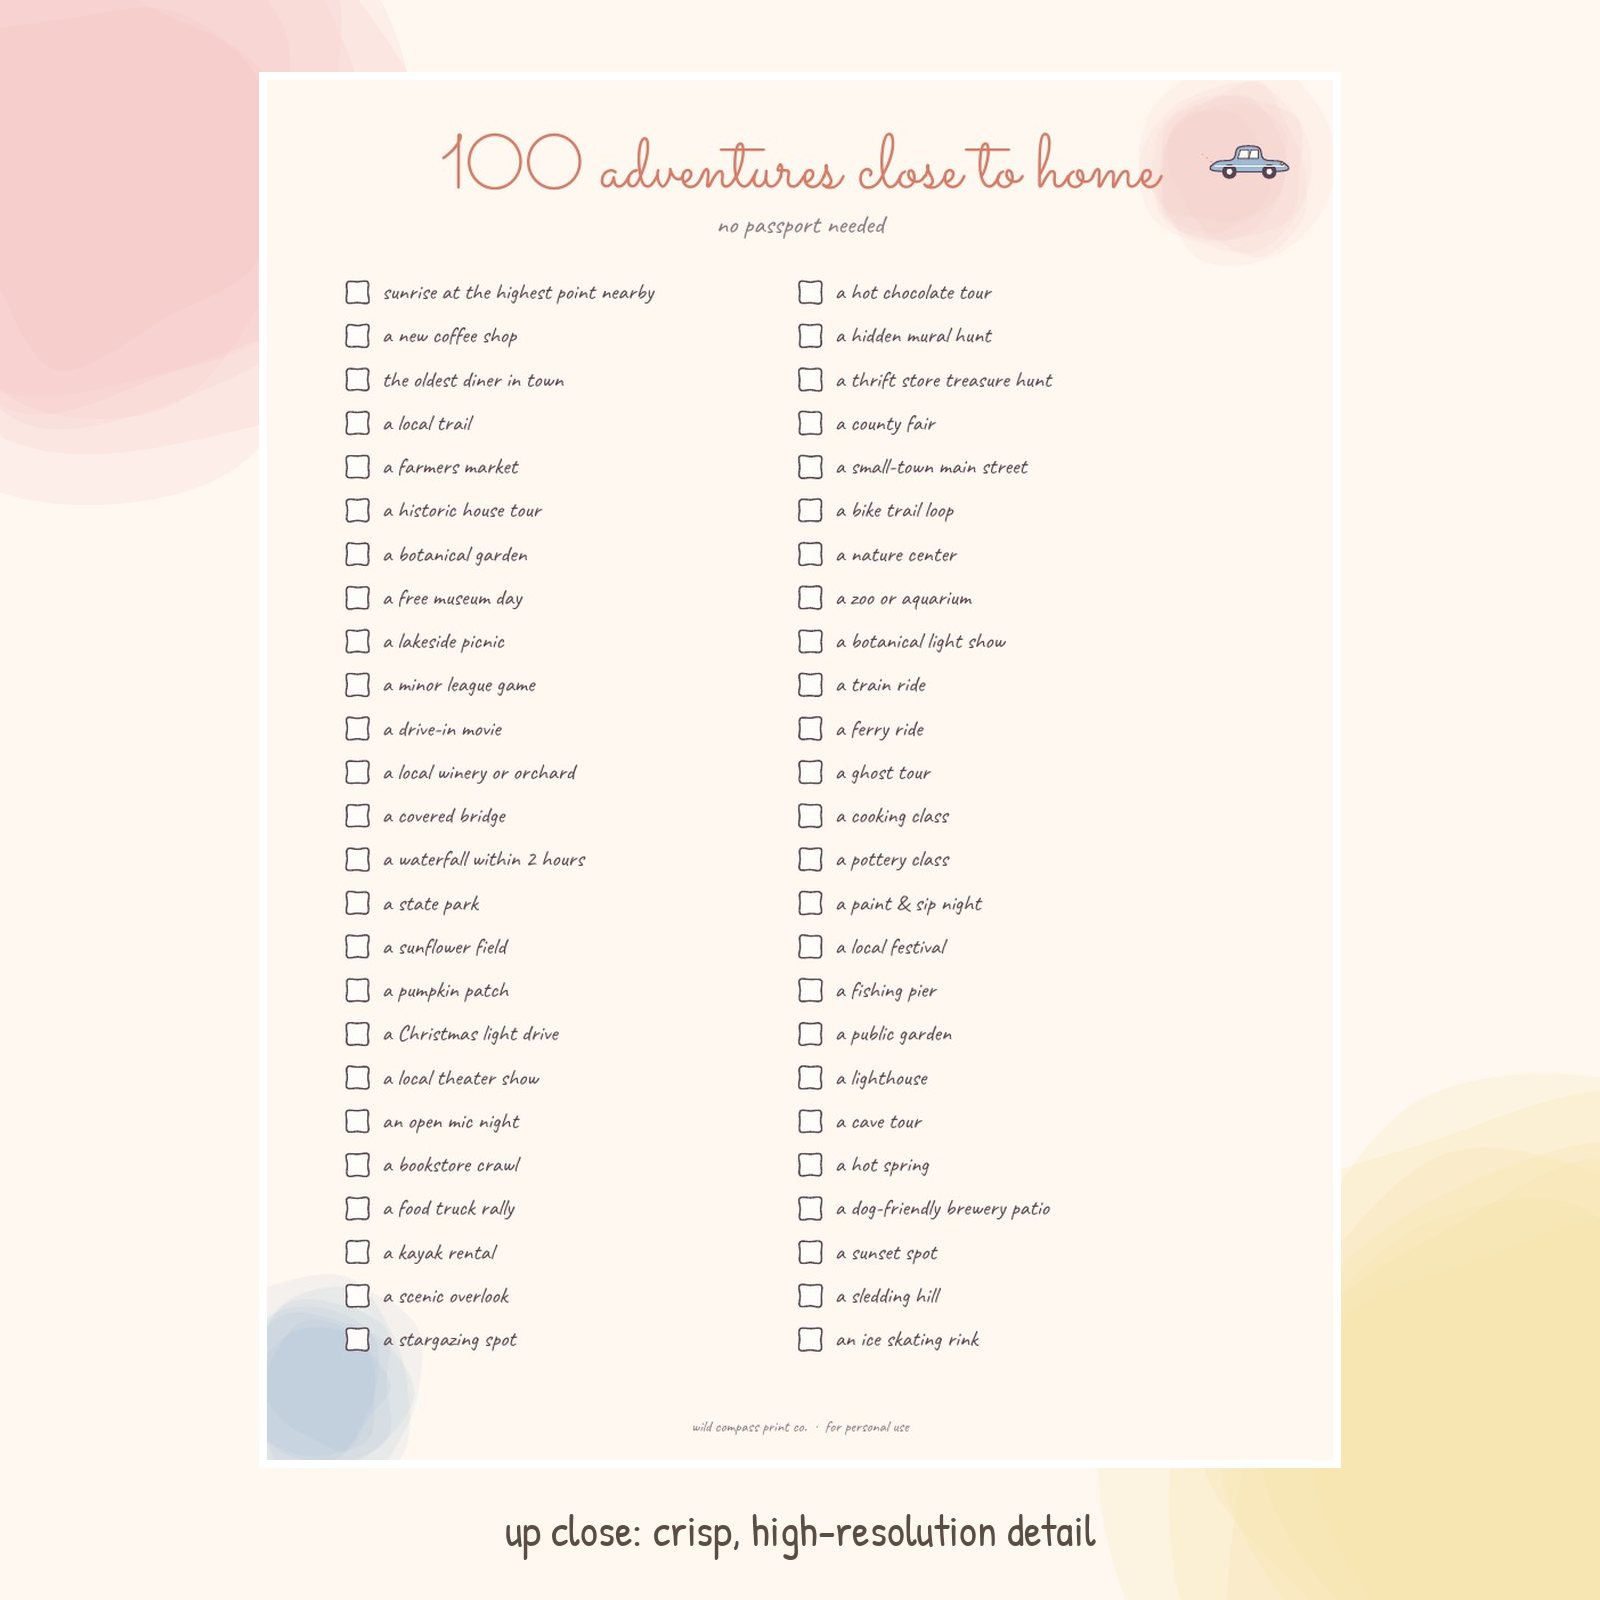 100 adventures close to home
no passport needed
sunrise at the highest point nearby
a new coffee shop
the oldest diner in town
a local trail
a farmers market
a historic house tour
a botanical garden
a free museum day
a lakeside picnic
a minor league game
a drive-in movie
a local winery or orchard
a covered bridge
a waterfall within 2 hours
a state park
a sunflower field
a pumpkin patch
a Christmas light drive
a local theater show
an open mic night
a bookstore crawl
a food truck rally
a kayak rental
a scenic overlook
a stargazing spot
a hot chocolate tour
a hidden mural hunt
a thrift store treasure hunt
a county fair
a small-town main street
a bike trail loop
a nature center
a zoo or aquarium
a botanical light show
a train ride
a ferry ride
a ghost tour
a cooking class
a pottery class
a paint & sip night
a local festival
a fishing pier
a public garden
a lighthouse
a cave tour
a hot spring
a dog-friendly brewery patio
a sunset spot
a sledding hill
an ice skating rink
wild compass print co. · for personal use
up close: crisp, high-resolution detail